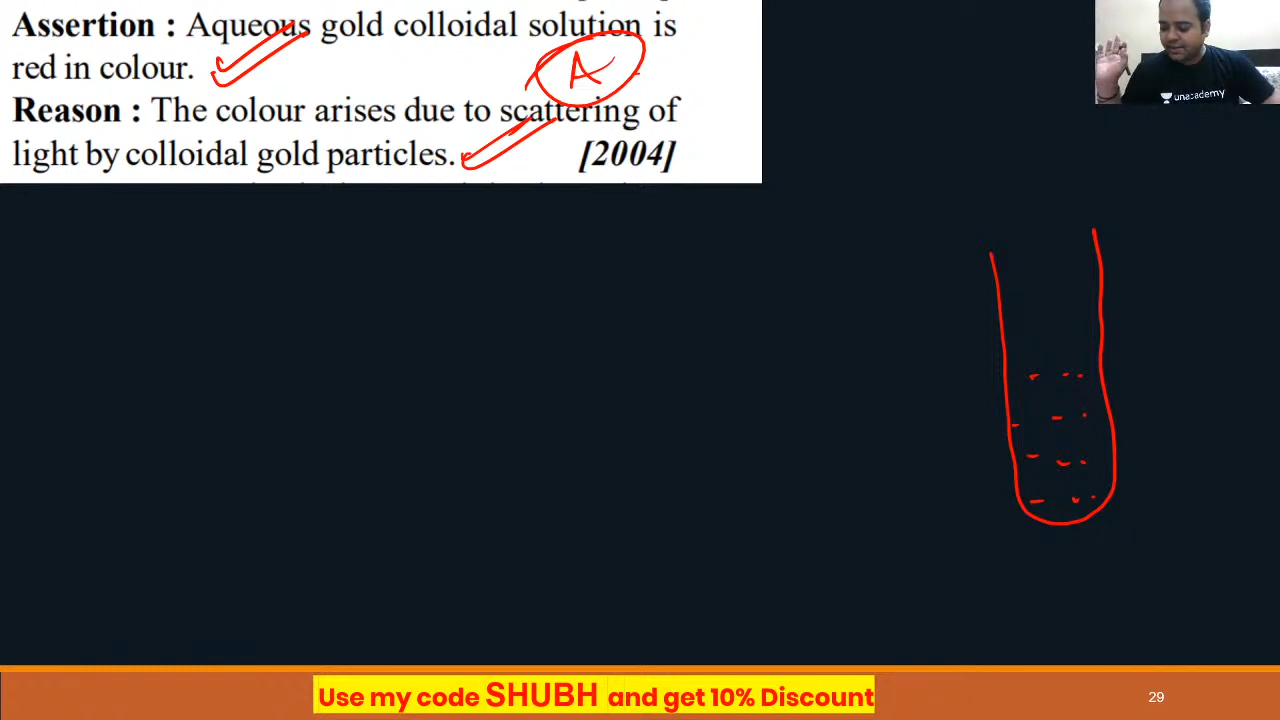 Assertion : Aqueous gold colloidal solution is
red in colour.
A
Reason : The colour arises due to scattering of
light by colloidal gold particles. [2004]
unacademy
Use my code SHUBH and get 10% Discount
29